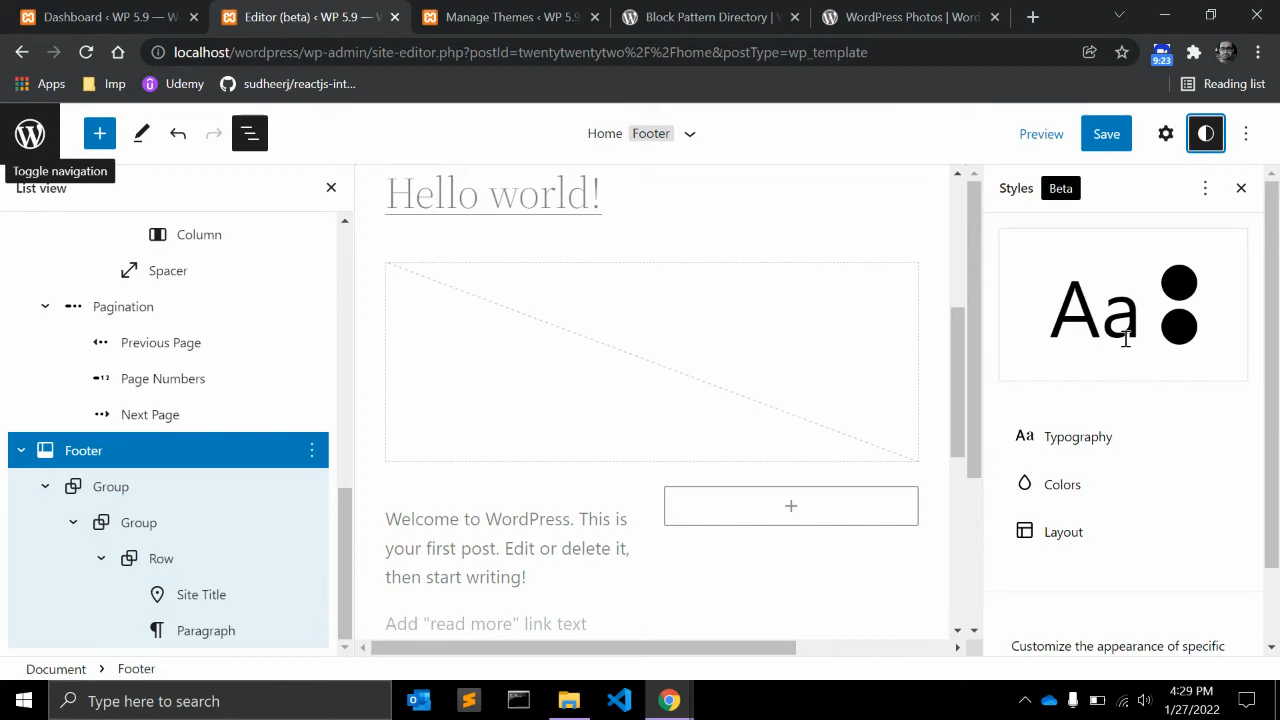 Dashboard ‹ WP 5.9 —
Editor (beta) ‹ WP 5.9 —
Manage Themes ‹ WP 5.9
Block Pattern Directory | W
WordPress Photos | Word
localhost/wordpress/wp-admin/site-editor.php?postId=twentytwentytwo%2F%2Fhome&postType=wp_template
9:23
Apps
Imp
Udemy
sudheerj/reactjs-int...
Reading list
Home Footer
Preview
Save
Toggle navigation
List view
Column
Spacer
Pagination
Previous Page
Page Numbers
Next Page
Footer
Group
Group
Row
Site Title
Paragraph
Hello world!
Welcome to WordPress. This is
your first post. Edit or delete it,
then start writing!
Add "read more" link text
Styles Beta
Aa
Aa Typography
Colors
Layout
Customize the appearance of specific
Document > Footer
Type here to search
4:29 PM
1/27/2022